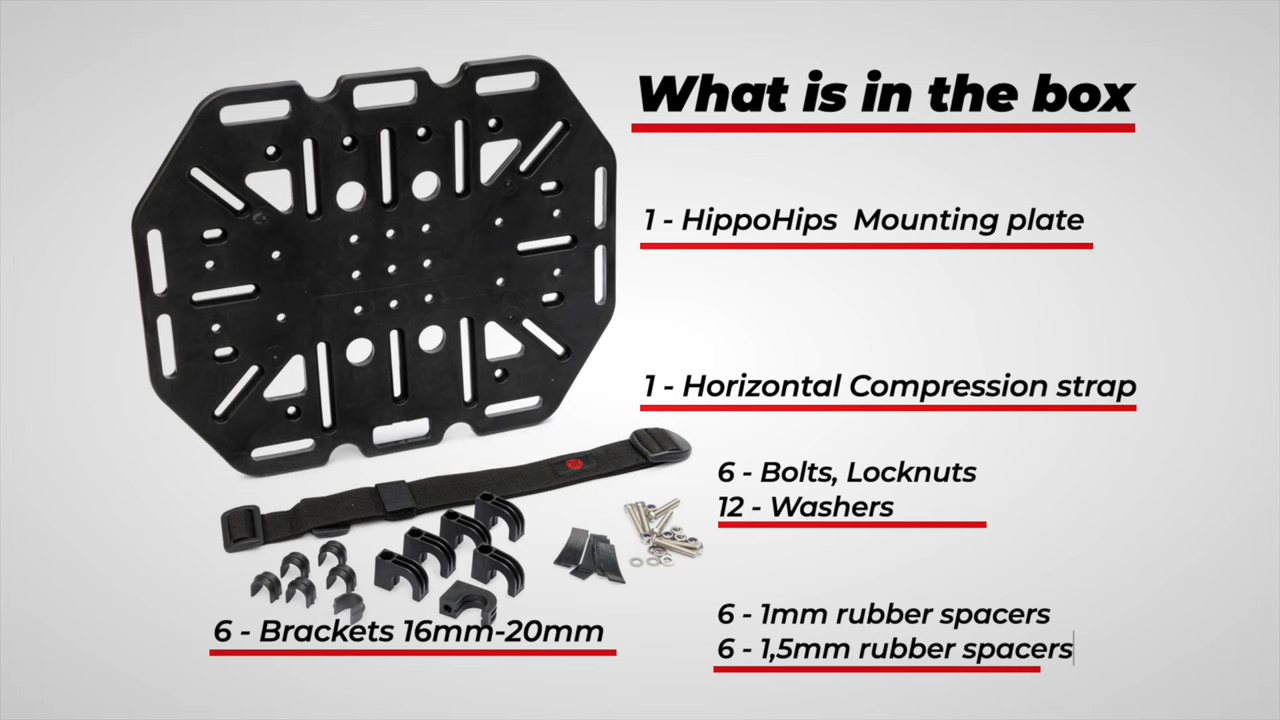 What is in the box
1 - HippoHips  Mounting plate
1 - Horizontal Compression strap
6 - Bolts, Locknuts
12 - Washers
6 - Brackets 16mm-20mm
6 - 1mm rubber spacers
6 - 1,5mm rubber spacers